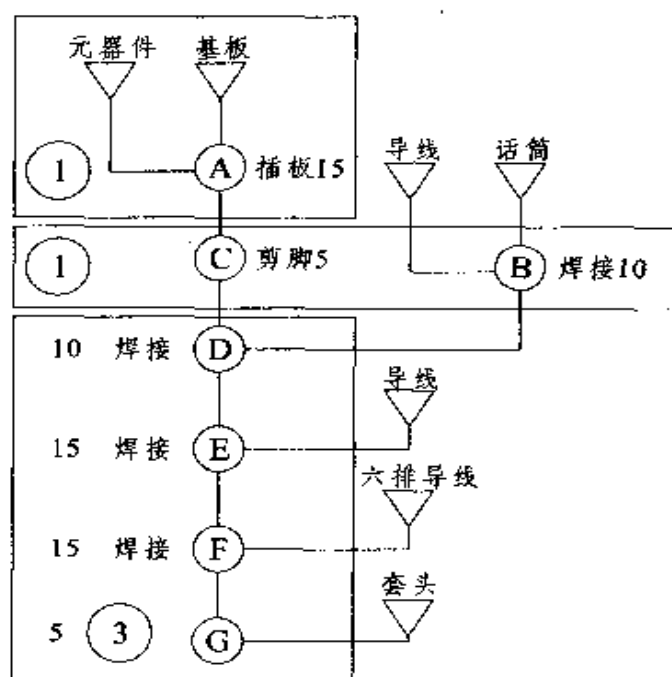 元器件 基板
导线 话筒
1 A 插板15
1 C 剪脚5 B 焊接10
10 焊接 D
导线
15 焊接 E
六排导线
15 焊接 F
套头
5 3 G